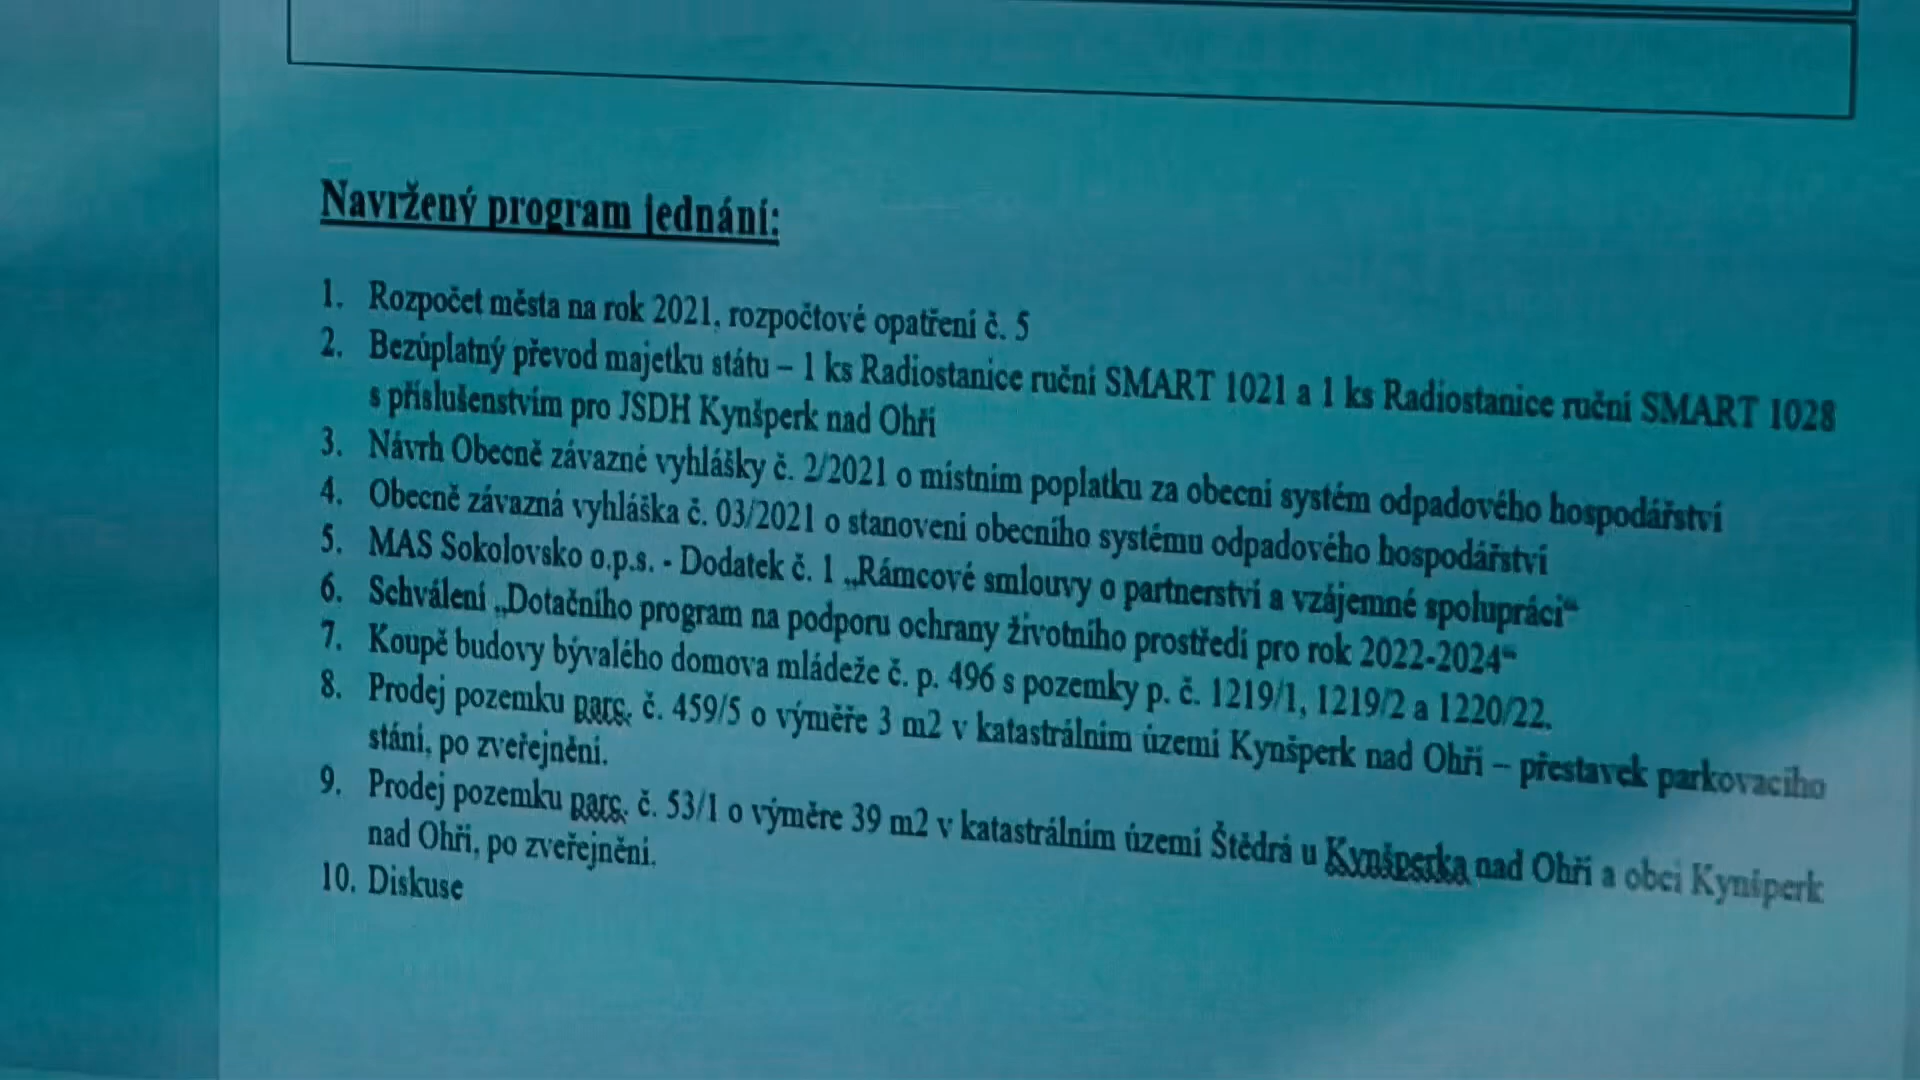 Navržený program jednání:
1. Rozpočet města na rok 2021, rozpočtové opatření č. 5
2. Bezúplatný převod majetku státu – 1 ks Radiostanice ruční SMART 1021 a 1 ks Radiostanice ruční SMART 1028
s příslušenstvím pro JSDH Kynšperk nad Ohří
3. Návrh Obecně závazné vyhlášky č. 2/2021 o místním poplatku za obecní systém odpadového hospodářství
4. Obecně závazná vyhláška č. 03/2021 o stanovení obecního systému odpadového hospodářství
5. MAS Sokolovsko o.p.s. - Dodatek č. 1 „Rámcové smlouvy o partnerství a vzájemné spolupráci“
6. Schválení „Dotačního program na podporu ochrany životního prostředí pro rok 2022-2024“
7. Koupě budovy bývalého domova mládeže č. p. 496 s pozemky p. č. 1219/1, 1219/2 a 1220/22.
8. Prodej pozemku parc. č. 459/5 o výměře 3 m2 v katastrálním území Kynšperk nad Ohří – přestavek parkovacího
stání, po zveřejnění.
9. Prodej pozemku parc. č. 53/1 o výměře 39 m2 v katastrálním území Štědrá u Kynšperka nad Ohří a obci Kynšperk
nad Ohří, po zveřejnění.
10. Diskuse